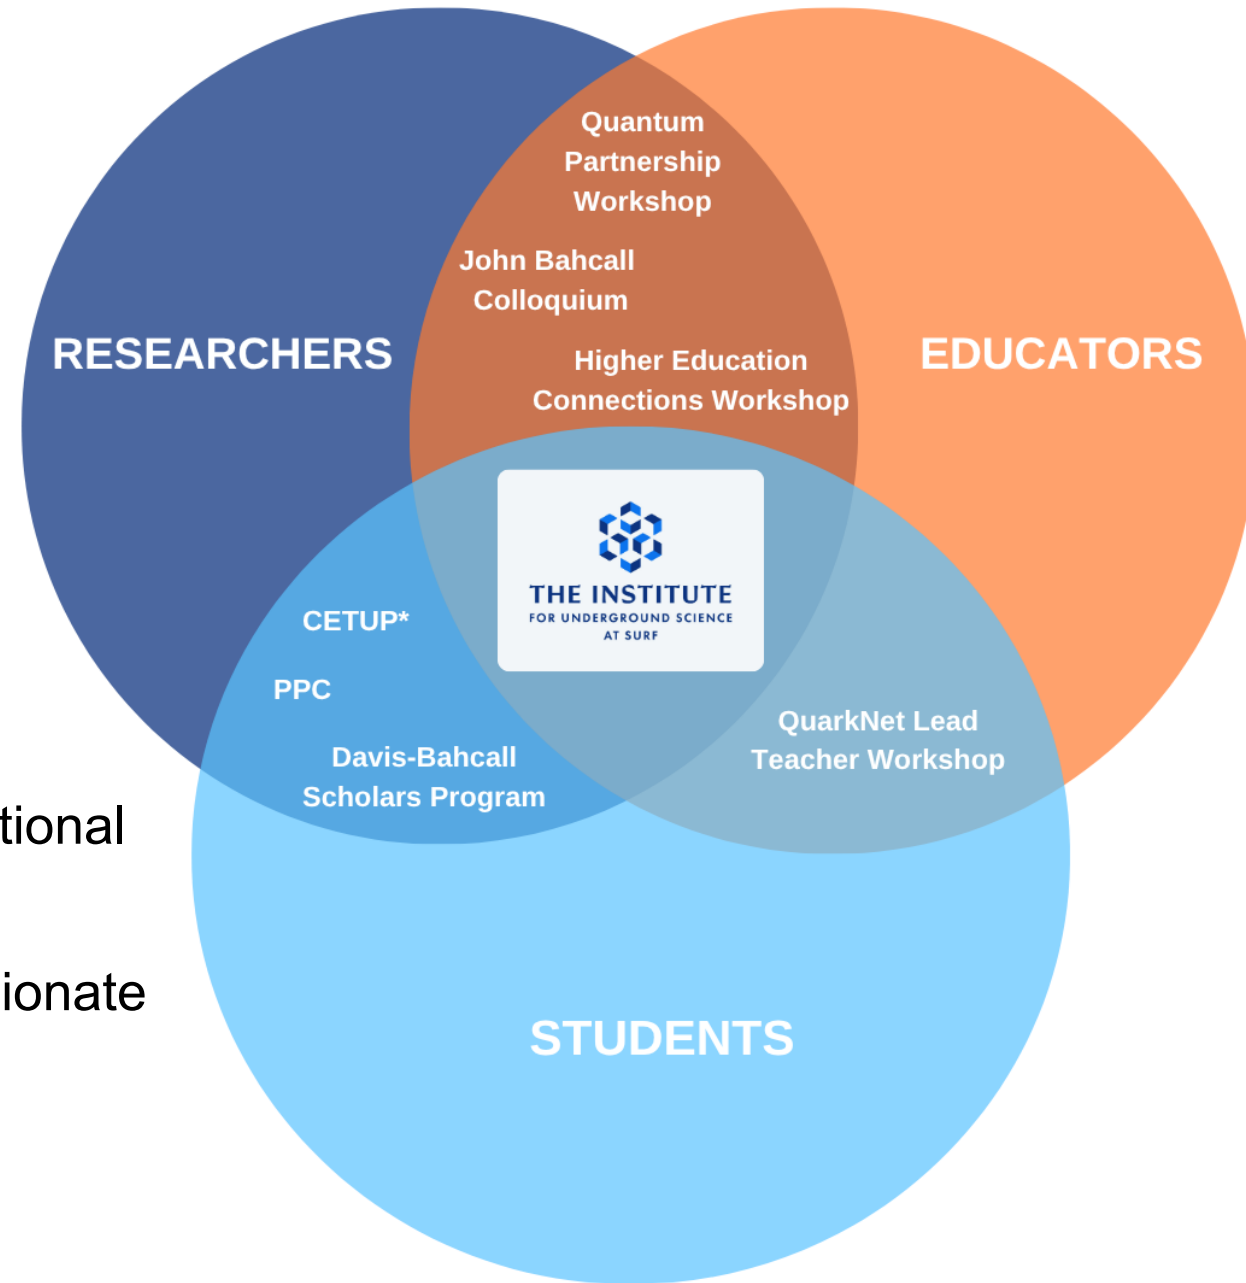 Quantum
Partnership
Workshop
John Bahcall
Colloquium
RESEARCHERS
EDUCATORS
Higher Education
Connections Workshop
THE INSTITUTE
FOR UNDERGROUND SCIENCE
AT SURF
CETUP*
PPC
Davis-Bahcall
Scholars Program
QuarkNet Lead
Teacher Workshop
tional
ionate
STUDENTS